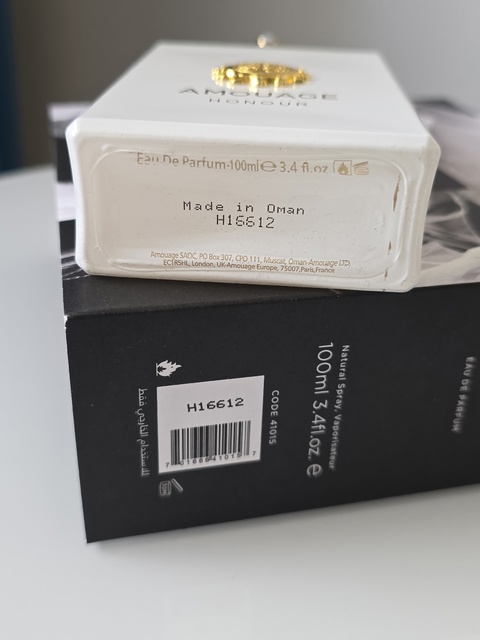 AMOUAGE
HONOUR
Eau De Parfum-100ml℮ 3.4 fl.oz
Made in Oman
H16612
Amouage SAOC, PO Box 307, CPO 111, Muscat, Oman-Amouage LTD
EC1R5HL, London, UK-Amouage Europe, 75007, Paris, France
للاستخدام الخارجي فقط
H16612
CODE 41015
100ml 3.4fl.oz. ℮
Natural Spray, Vaporisateur
EAU DE PARFUM